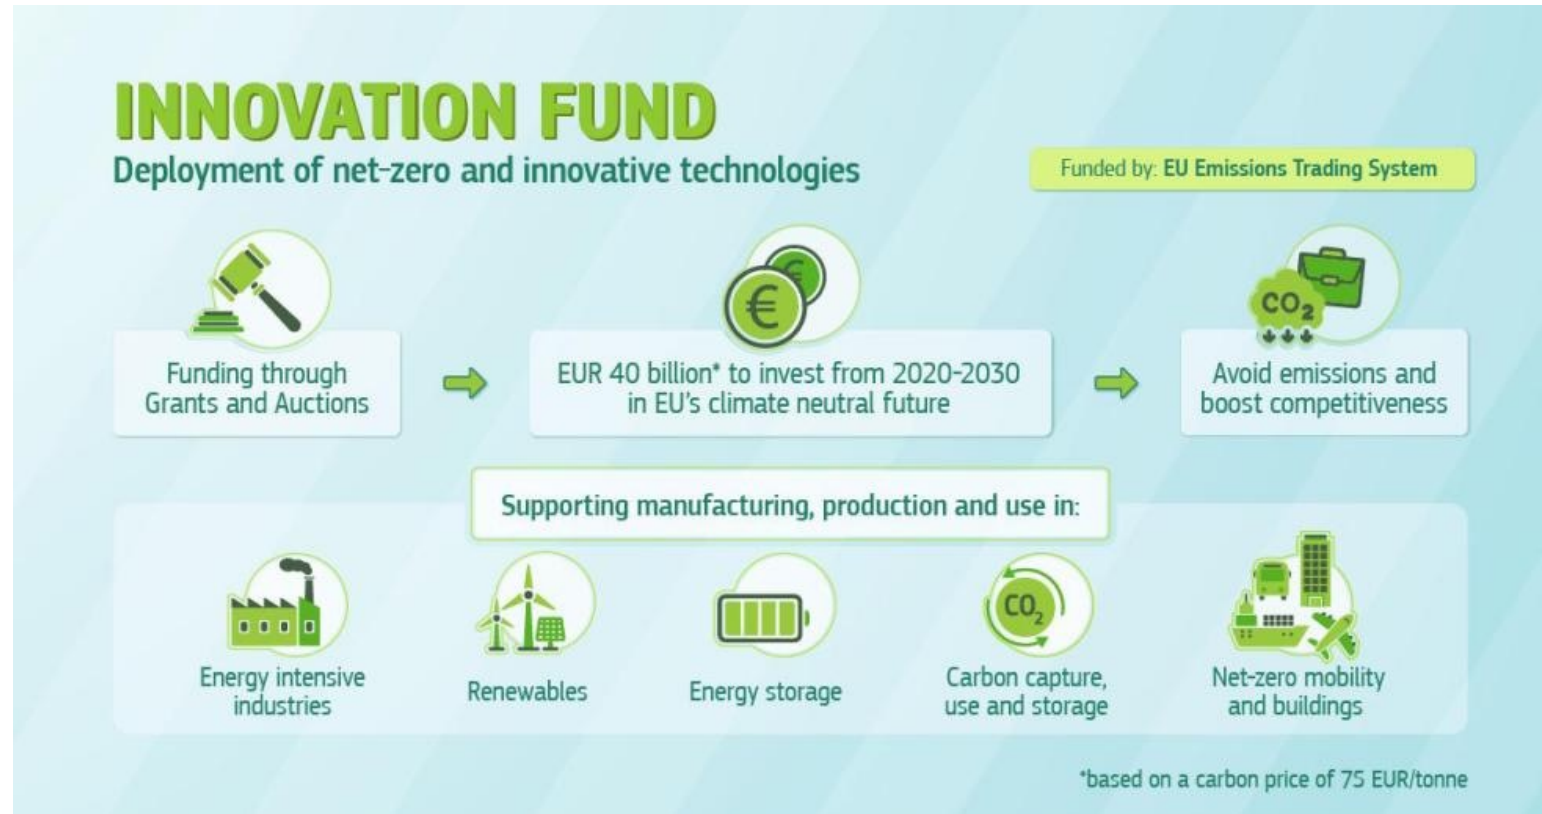 INNOVATION FUND
Deployment of net-zero and innovative technologies
Funded by: EU Emissions Trading System
Funding through
Grants and Auctions
€
€
EUR 40 billion* to invest from 2020-2030
in EU's climate neutral future
CO₂
Avoid emissions and
boost competitiveness
Supporting manufacturing, production and use in:
Energy intensive
industries
Renewables
Energy storage
CO₂
Carbon capture,
use and storage
Net-zero mobility
and buildings
*based on a carbon price of 75 EUR/tonne